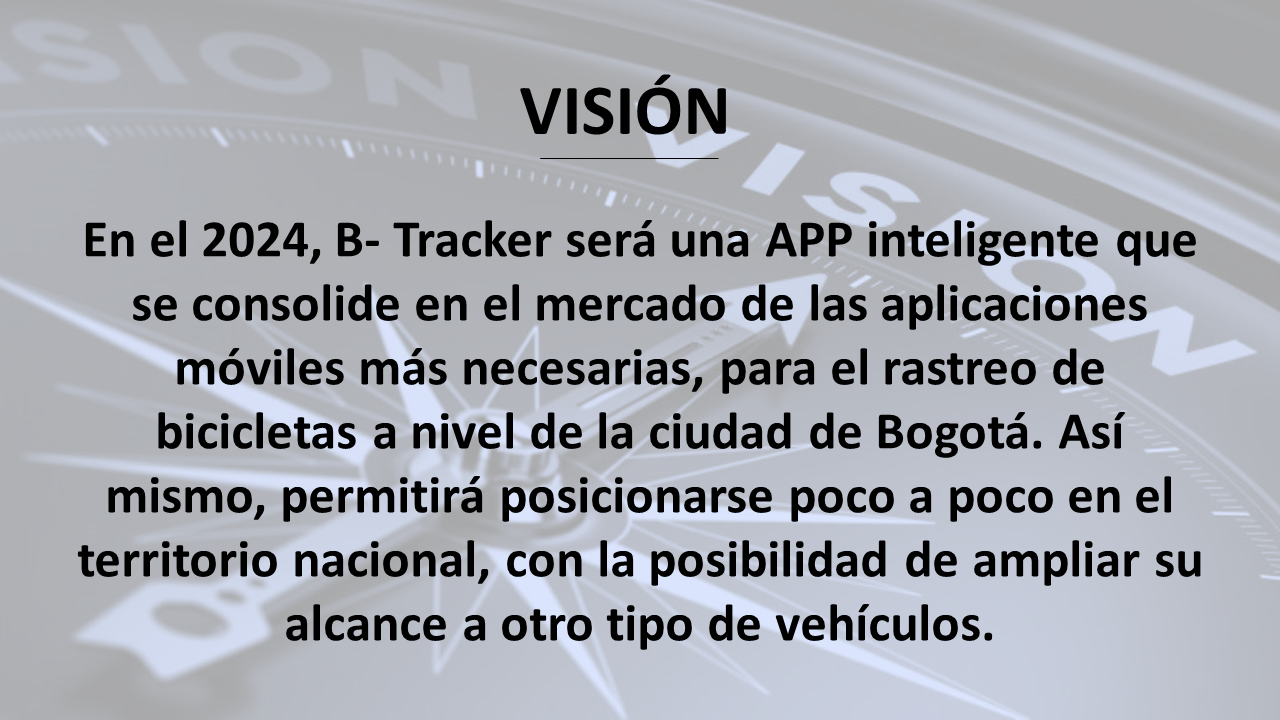 SION
VISION
VISIÓN
En el 2024, B- Tracker será una APP inteligente que
se consolide en el mercado de las aplicaciones
móviles más necesarias, para el rastreo de
bicicletas a nivel de la ciudad de Bogotá. Así
mismo, permitirá posicionarse poco a poco en el
territorio nacional, con la posibilidad de ampliar su
alcance a otro tipo de vehículos.